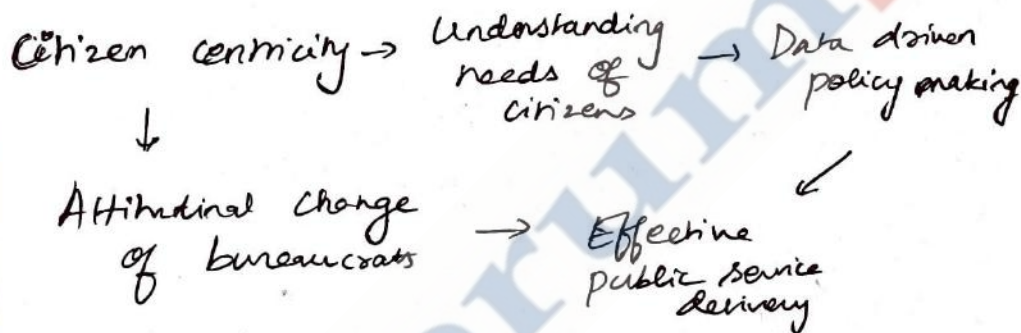 Citizen centricity → Understanding needs of citizens → Data driven policy making
↓
Attitudinal change of bureaucrats → Effective public service delivery
↙